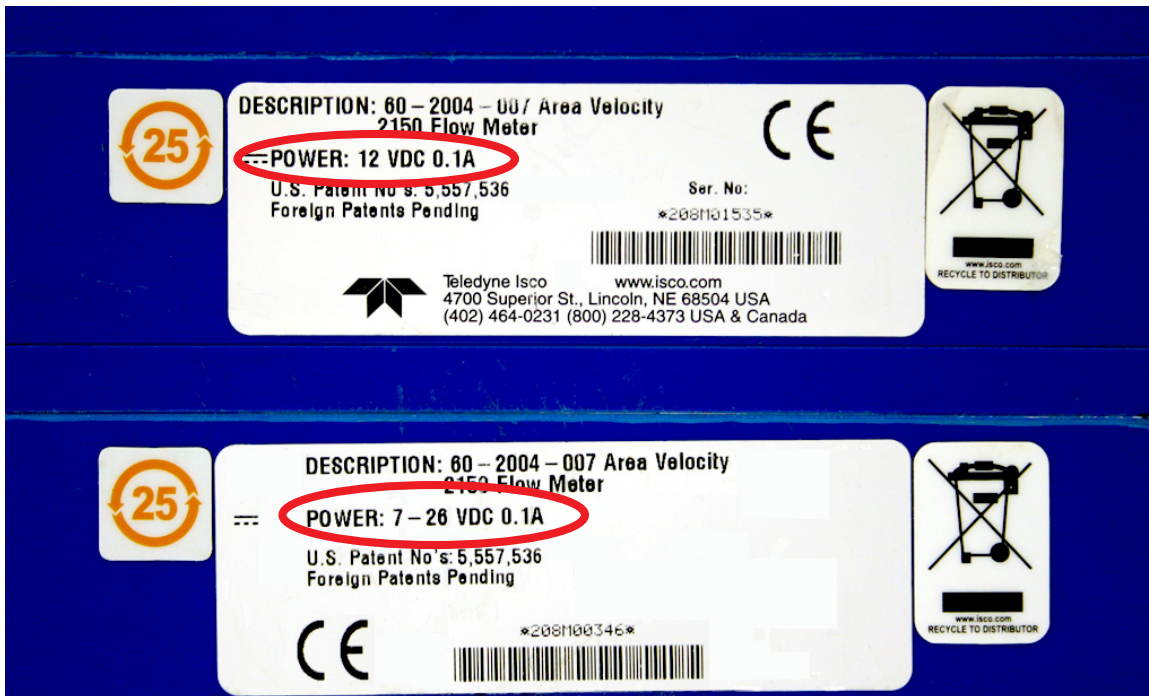 25
DESCRIPTION: 60-2004-007 Area Velocity
2150 Flow Meter
POWER: 12 VDC 0.1A
U.S. Patent No's: 5,557,536
Foreign Patents Pending
CE
Ser. No:
*208M01535*
Teledyne Isco www.isco.com
4700 Superior St., Lincoln, NE 68504 USA
(402) 464-0231 (800) 228-4373 USA & Canada
www.isco.com
RECYCLE TO DISTRIBUTOR
25
DESCRIPTION: 60-2004-007 Area Velocity
2150 Flow Meter
POWER: 7-26 VDC 0.1A
U.S. Patent No's: 5,557,536
Foreign Patents Pending
CE
*208M00346*
www.isco.com
RECYCLE TO DISTRIBUTOR